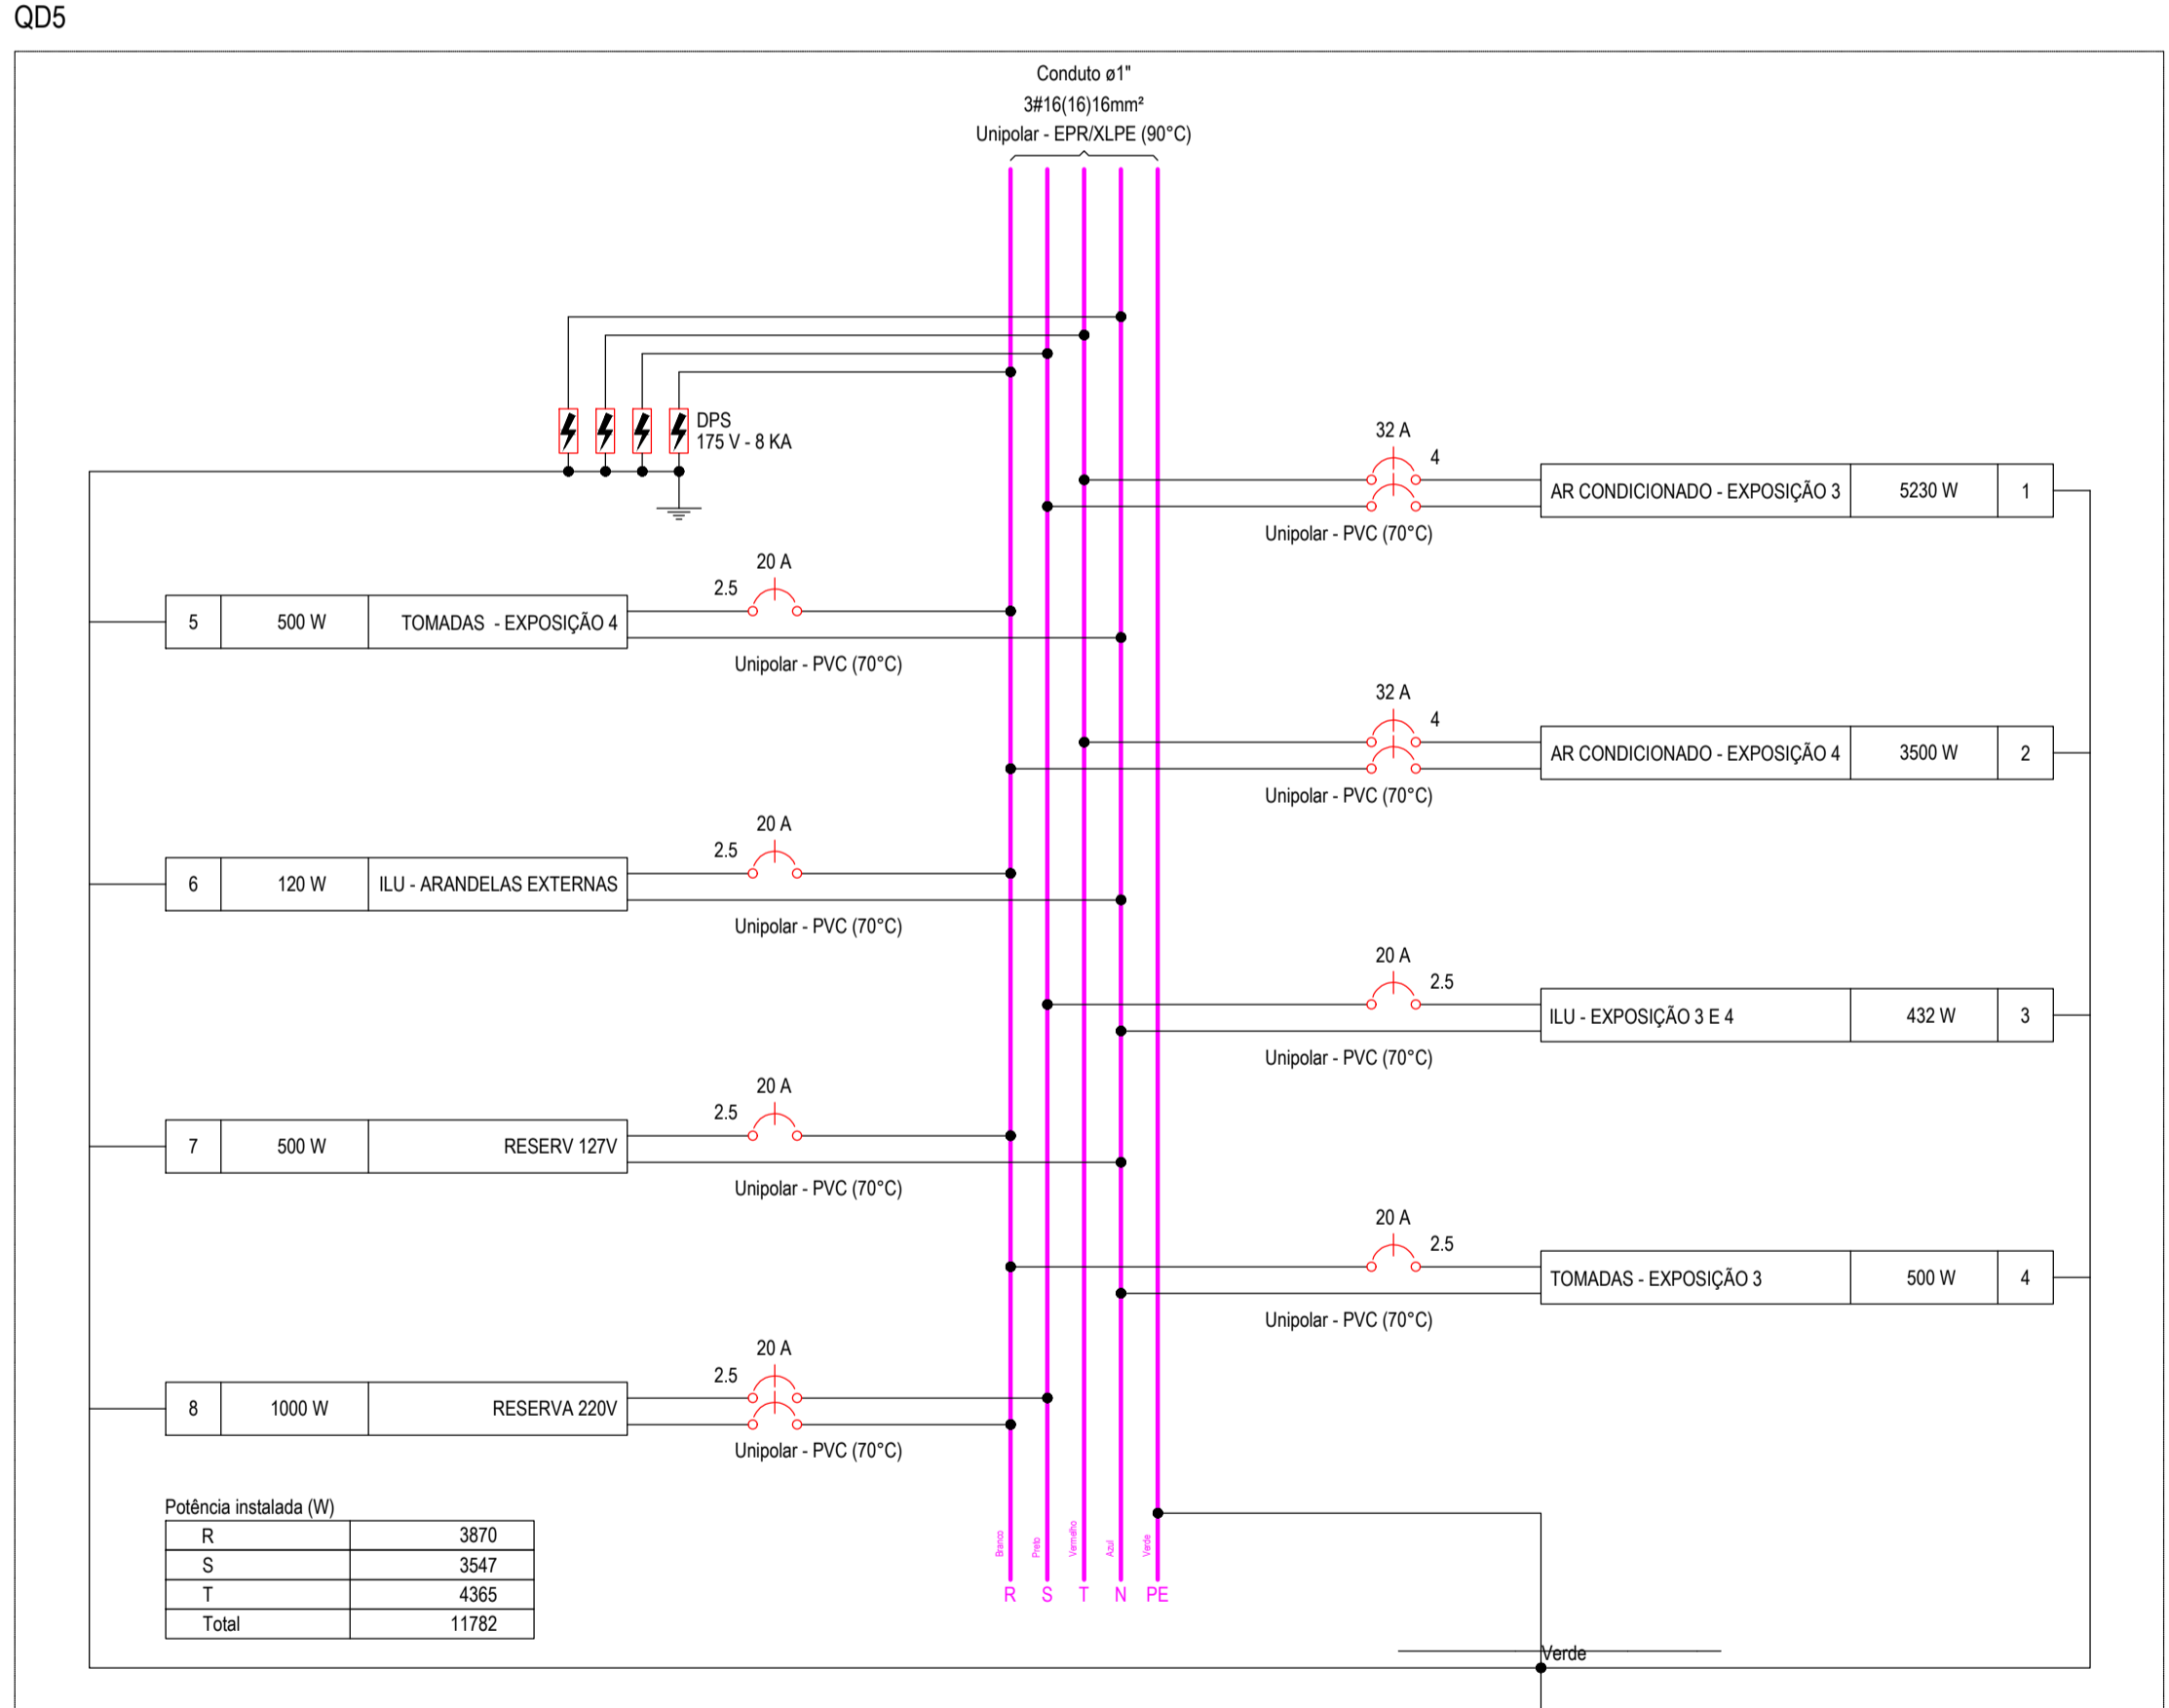 QD5
Conduto ø1"
3#16(16)16mm²
Unipolar - EPR/XLPE (90°C)
DPS
175 V - 8 KA
32 A
4
AR CONDICIONADO - EXPOSIÇÃO 3 5230 W 1
Unipolar - PVC (70°C)
20 A
2.5
5 500 W TOMADAS - EXPOSIÇÃO 4
Unipolar - PVC (70°C)
32 A
4
AR CONDICIONADO - EXPOSIÇÃO 4 3500 W 2
Unipolar - PVC (70°C)
20 A
2.5
6 120 W ILU - ARANDELAS EXTERNAS
Unipolar - PVC (70°C)
20 A
2.5
ILU - EXPOSIÇÃO 3 E 4 432 W 3
Unipolar - PVC (70°C)
20 A
2.5
7 500 W RESERV 127V
Unipolar - PVC (70°C)
20 A
2.5
TOMADAS - EXPOSIÇÃO 3 500 W 4
Unipolar - PVC (70°C)
20 A
2.5
8 1000 W RESERVA 220V
Unipolar - PVC (70°C)
Potência instalada (W)
R 3870
S 3547
T 4365
Total 11782
Branco Preto Vermelho Azul Verde
R S T N PE
Verde